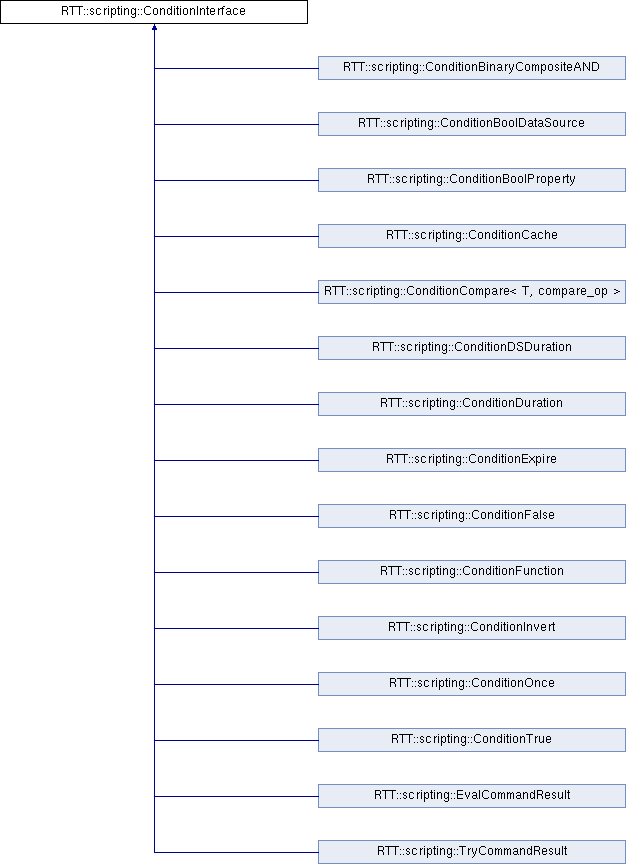 RTT::scripting::ConditionInterface
RTT::scripting::ConditionBinaryCompositeAND
RTT::scripting::ConditionBoolDataSource
RTT::scripting::ConditionBoolProperty
RTT::scripting::ConditionCache
RTT::scripting::ConditionCompare< T, compare_op >
RTT::scripting::ConditionDSDuration
RTT::scripting::ConditionDuration
RTT::scripting::ConditionExpire
RTT::scripting::ConditionFalse
RTT::scripting::ConditionFunction
RTT::scripting::ConditionInvert
RTT::scripting::ConditionOnce
RTT::scripting::ConditionTrue
RTT::scripting::EvalCommandResult
RTT::scripting::TryCommandResult